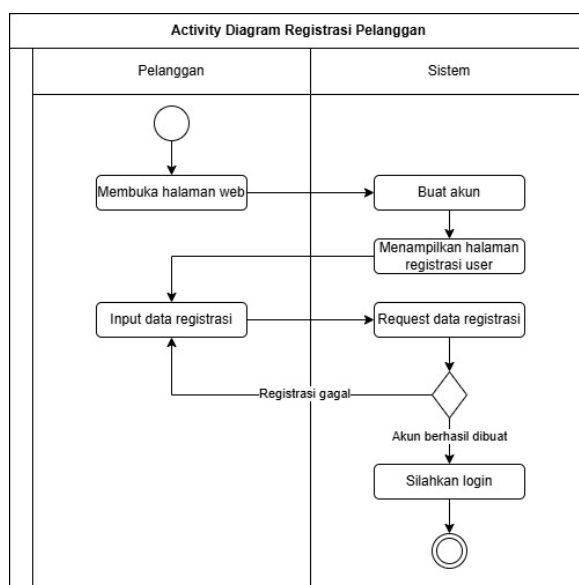 Activity Diagram Registrasi Pelanggan
Pelanggan
Sistem
Membuka halaman web
Buat akun
Menampilkan halaman
registrasi user
Input data registrasi
Request data registrasi
Registrasi gagal
Akun berhasil dibuat
Silahkan login